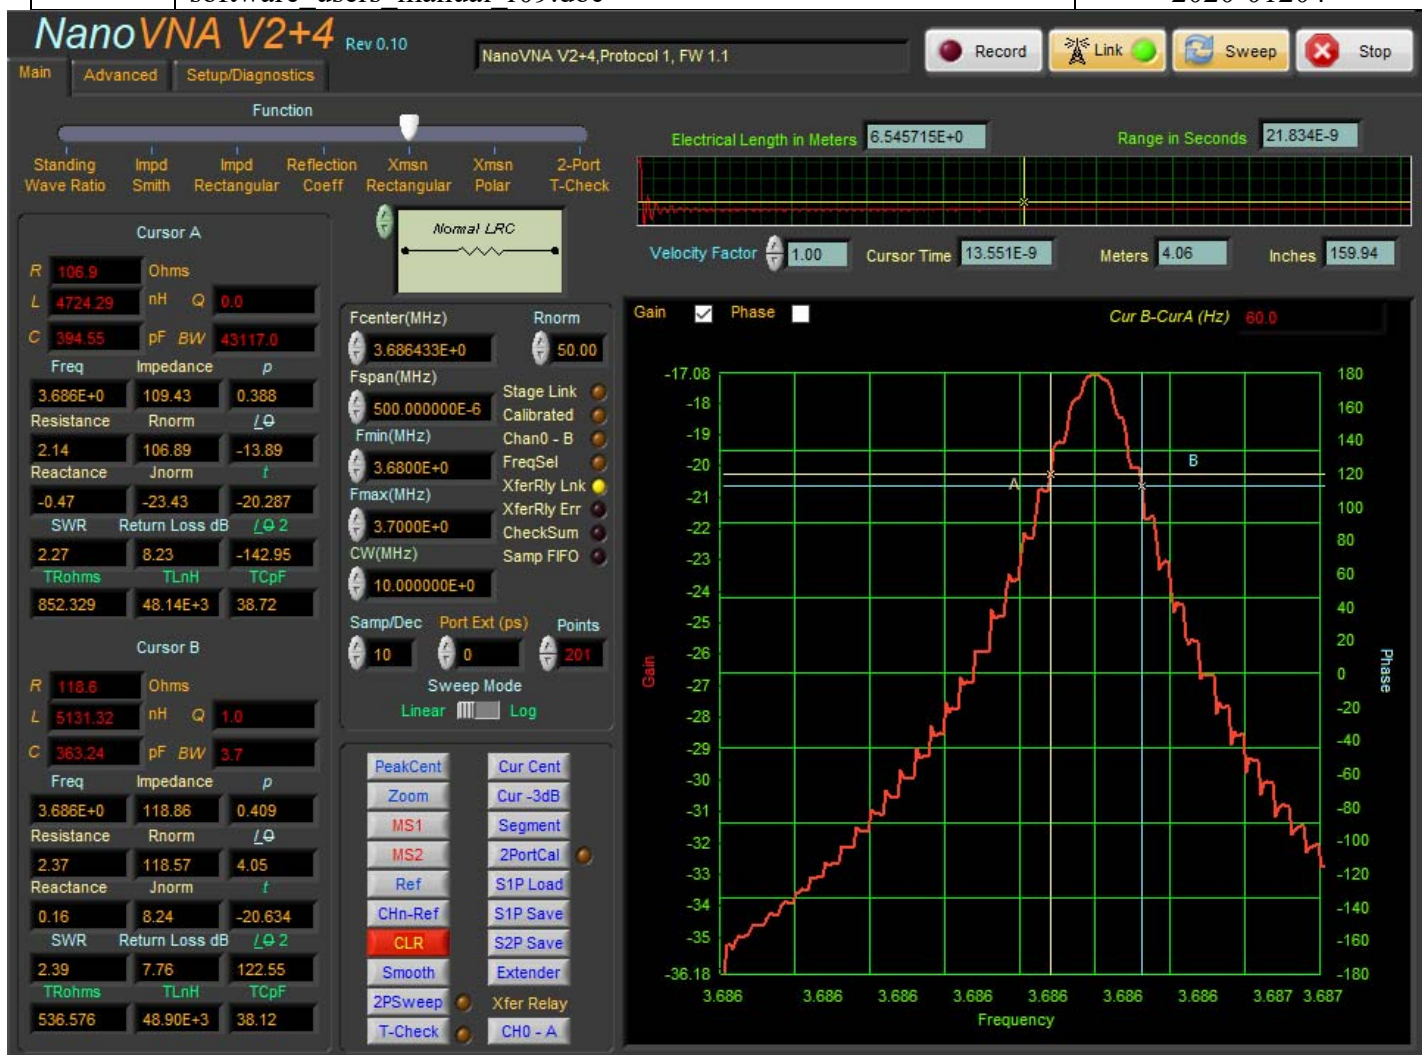 software_users_manual_169.doc 2020-01204
NanoVNA V2+4 Rev 0.10
NanoVNA V2+4,Protocol 1, FW 1.1
Record Link Sweep Stop
Main Advanced Setup/Diagnostics
Function
Standing Wave Ratio
Impd Smith
Impd Rectangular
Reflection Coeff
Xmsn Rectangular
Xmsn Polar
2-Port T-Check
Electrical Length in Meters 6.545715E+0 Range in Seconds 21.834E-9
Velocity Factor 1.00 Cursor Time 13.551E-9 Meters 4.06 Inches 159.94
Cursor A
R 106.9 Ohms
L 4724.29 nH Q 0.0
C 394.55 pF BW 43117.0
Freq Impedance p
3.686E+0 109.43 0.388
Resistance Rnorm /Θ
2.14 106.89 -13.89
Reactance Jnorm t
-0.47 -23.43 -20.287
SWR Return Loss dB /Θ 2
2.27 8.23 -142.95
TRohms TLnH TCpF
852.329 48.14E+3 38.72
Cursor B
R 118.6 Ohms
L 5131.32 nH Q 1.0
C 363.24 pF BW 3.7
Freq Impedance p
3.686E+0 118.86 0.409
Resistance Rnorm /Θ
2.37 118.57 4.05
Reactance Jnorm t
0.16 8.24 -20.634
SWR Return Loss dB /Θ 2
2.39 7.76 122.55
TRohms TLnH TCpF
536.576 48.90E+3 38.12
Normal LRC
Fcenter(MHz) Rnorm
3.686433E+0 50.00
Fspan(MHz)
500.000000E-6
Fmin(MHz)
3.6800E+0
Fmax(MHz)
3.7000E+0
CW(MHz)
10.000000E+0
Stage Link
Calibrated
Chan0 - B
FreqSel
XferRly Lnk
XferRly Err
CheckSum
Samp FIFO
Samp/Dec Port Ext (ps) Points
10 0 201
Sweep Mode
Linear Log
PeakCent Cur Cent
Zoom Cur -3dB
MS1 Segment
MS2 2PortCal
Ref S1P Load
CHn-Ref S1P Save
CLR S2P Save
Smooth Extender
2PSweep Xfer Relay
T-Check CH0 - A
Gain Phase Cur B-CurA (Hz) 60.0
-17.08 180
-18 160
-19 140
-20 120
-21 100
-22 80
-23 60
-24 40
-25 20
-26 0
-27 -20
-28 -40
-29 -60
-30 -80
-31 -100
-32 -120
-33 -140
-34 -160
-35 -180
-36.18
Gain
Phase
A
B
3.686 3.686 3.686 3.686 3.686 3.686 3.686 3.687 3.687
Frequency